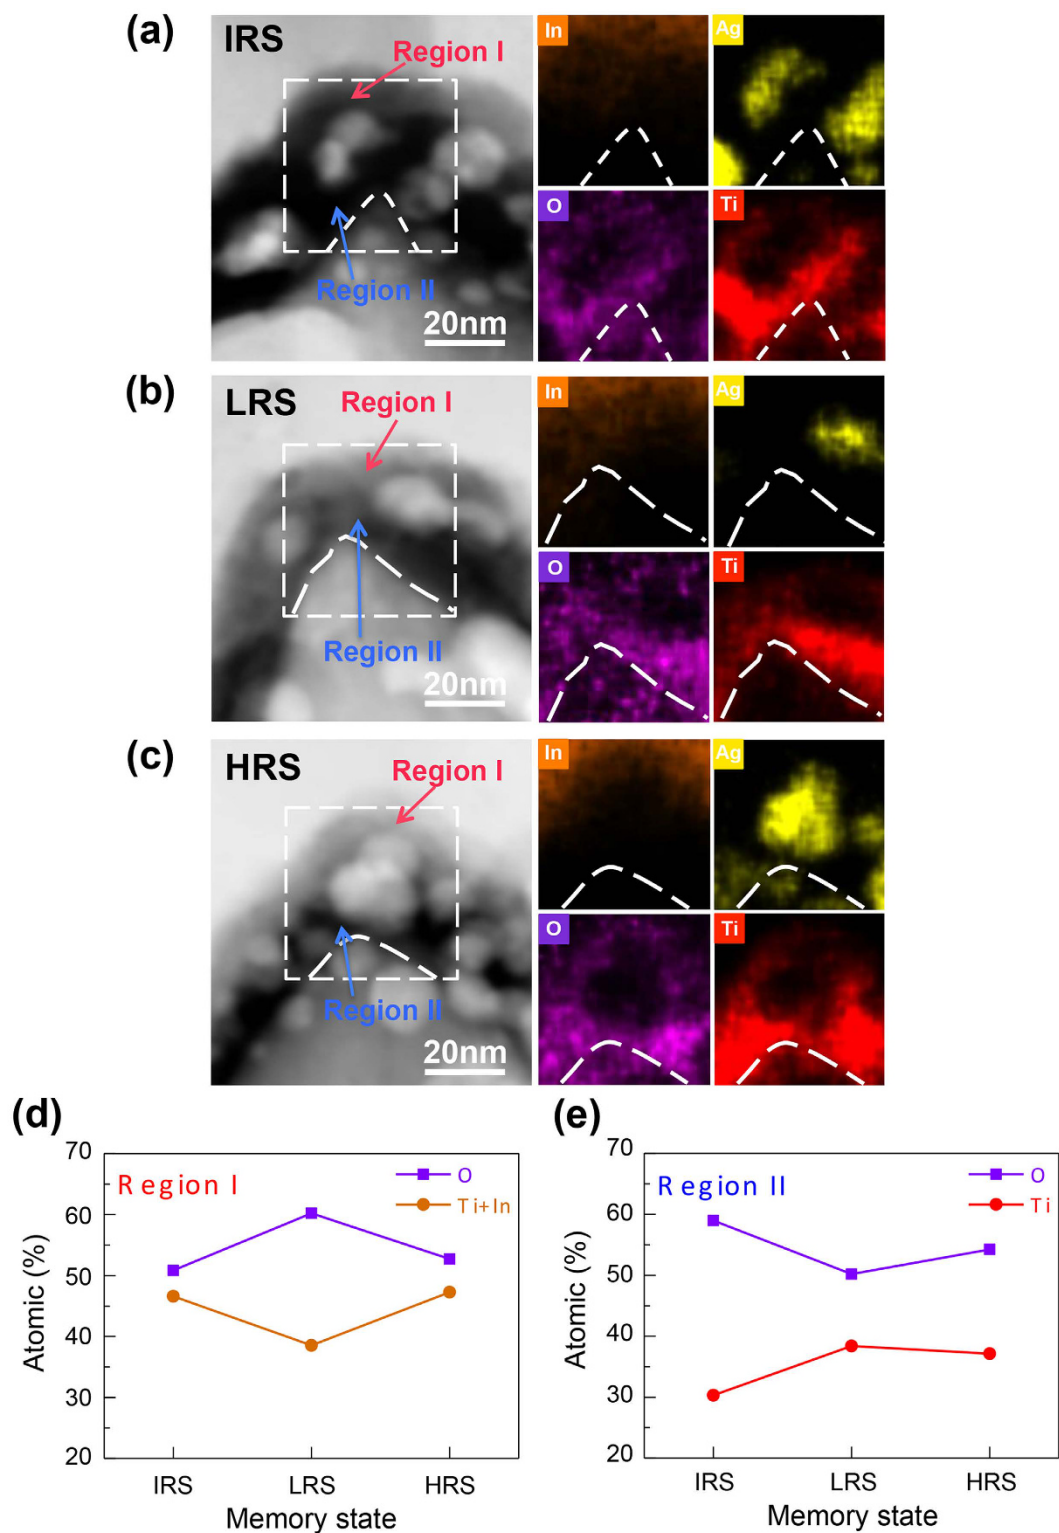 (a)
IRS
Region I
Region II
20nm
In
Ag
O
Ti
(b)
LRS
Region I
Region II
20nm
In
Ag
O
Ti
(c)
HRS
Region I
Region II
20nm
In
Ag
O
Ti
(d)
70
60
50
40
30
20
Atomic (%)
Region I
O
Ti+In
IRS LRS HRS
Memory state
(e)
70
60
50
40
30
20
Atomic (%)
Region II
O
Ti
IRS LRS HRS
Memory state